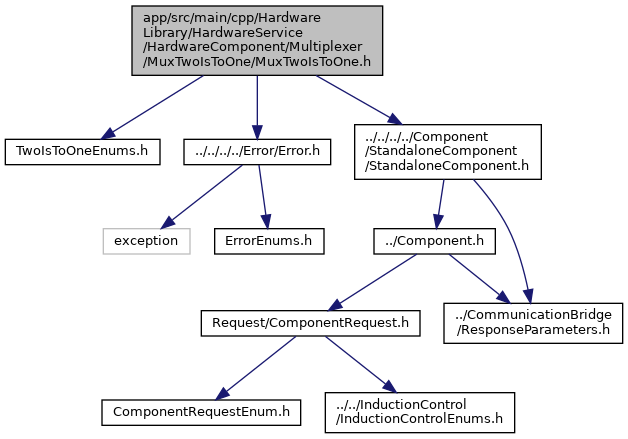 app/src/main/cpp/Hardware
Library/HardwareService
/HardwareComponent/Multiplexer
/MuxTwoIsToOne/MuxTwoIsToOne.h
TwoIsToOneEnums.h
../../../../Error/Error.h
../../../../Component
/StandaloneComponent
/StandaloneComponent.h
exception
ErrorEnums.h
../Component.h
Request/ComponentRequest.h
../CommunicationBridge
/ResponseParameters.h
ComponentRequestEnum.h
../../InductionControl
/InductionControlEnums.h